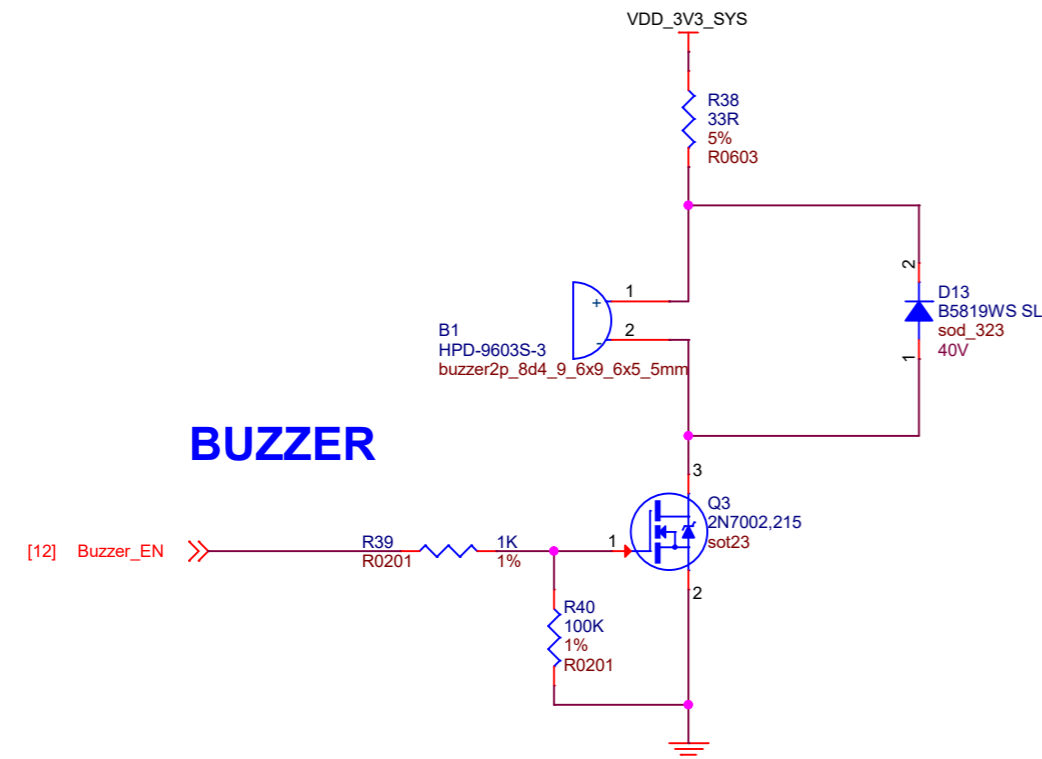 VDD_3V3_SYS
R38
33R
5%
R0603
2
D13
B5819WS SL
sod_323
40V
1
1
+
2
-
B1
HPD-9603S-3
buzzer2p_8d4_9_6x9_6x5_5mm
BUZZER
3
Q3
2N7002,215
sot23
1
2
[12] Buzzer_EN
R39 1K
R0201 1%
R40
100K
1%
R0201